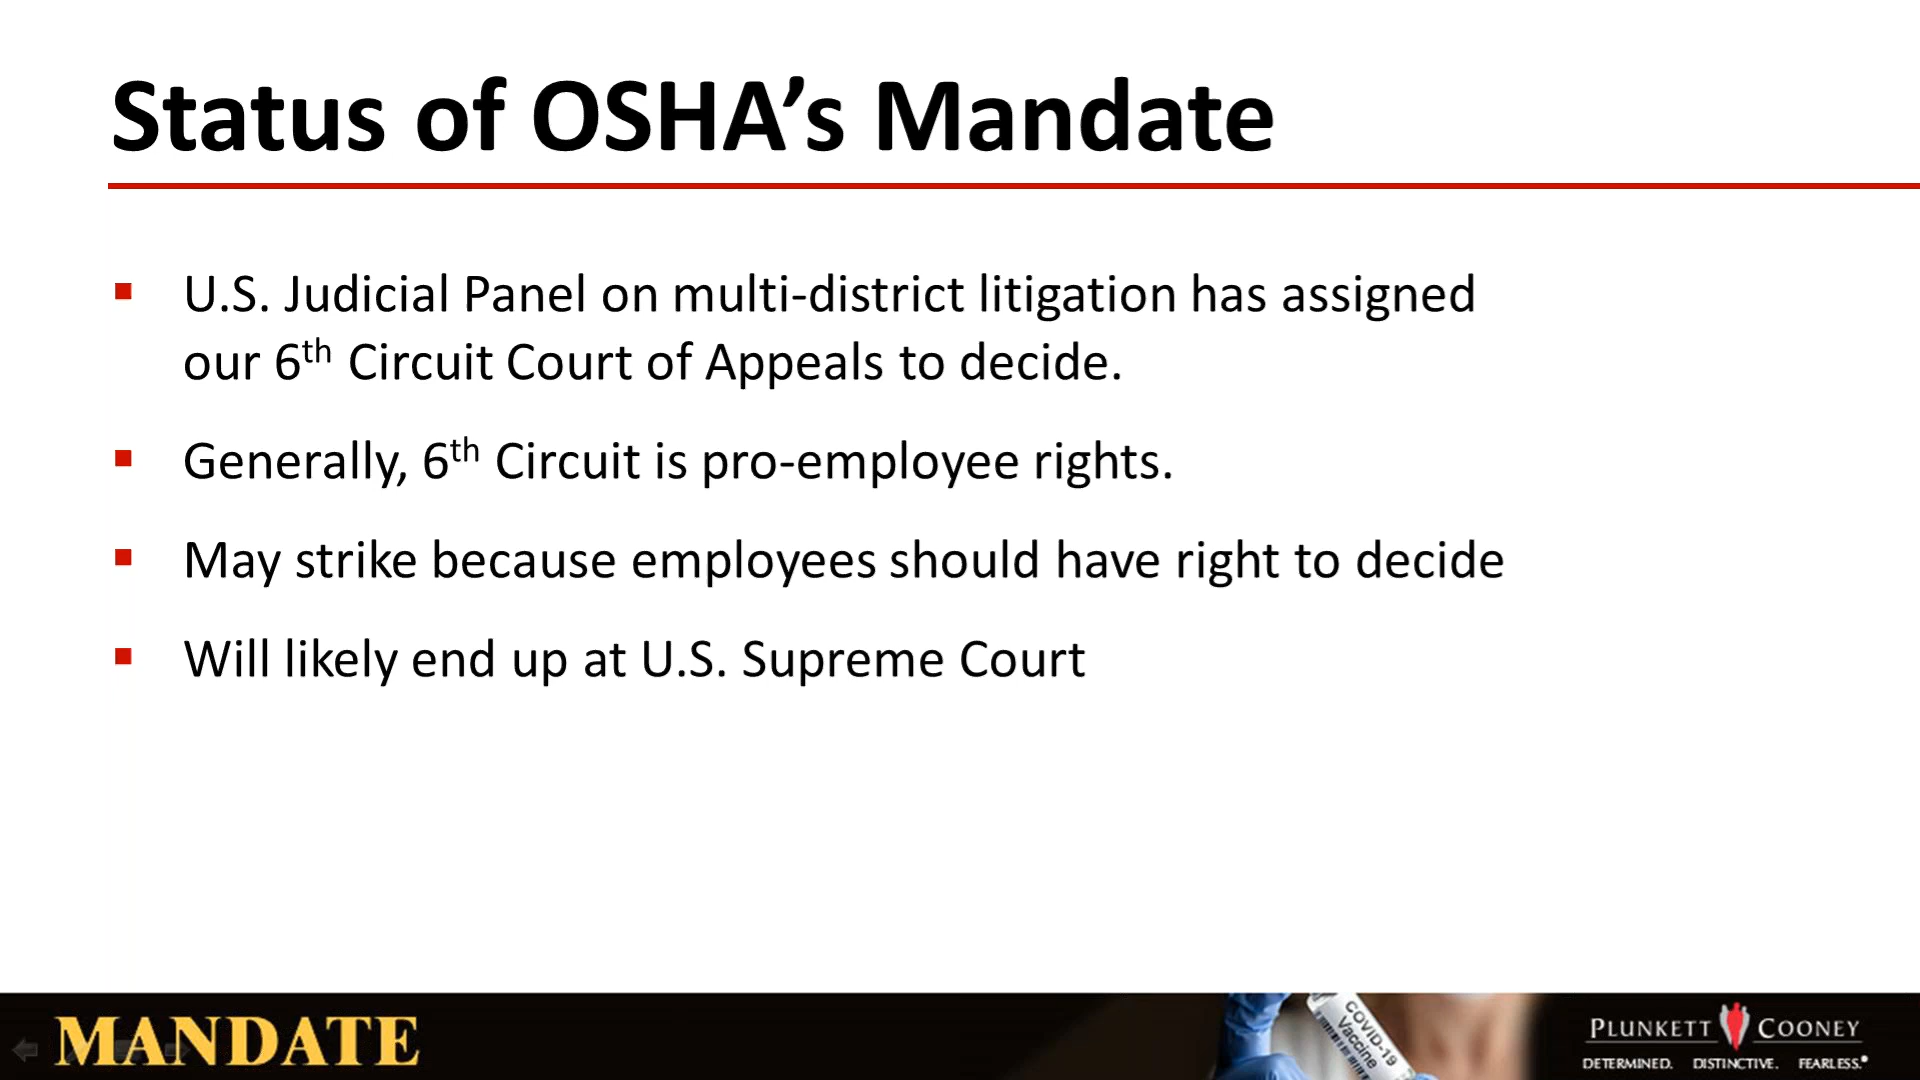 Status of OSHA’s Mandate
▪ U.S. Judicial Panel on multi-district litigation has assigned
our 6th Circuit Court of Appeals to decide.
▪ Generally, 6th Circuit is pro-employee rights.
▪ May strike because employees should have right to decide
▪ Will likely end up at U.S. Supreme Court
MANDATE
COVID-19
Vaccine
PLUNKETT COONEY
DETERMINED. DISTINCTIVE. FEARLESS.®